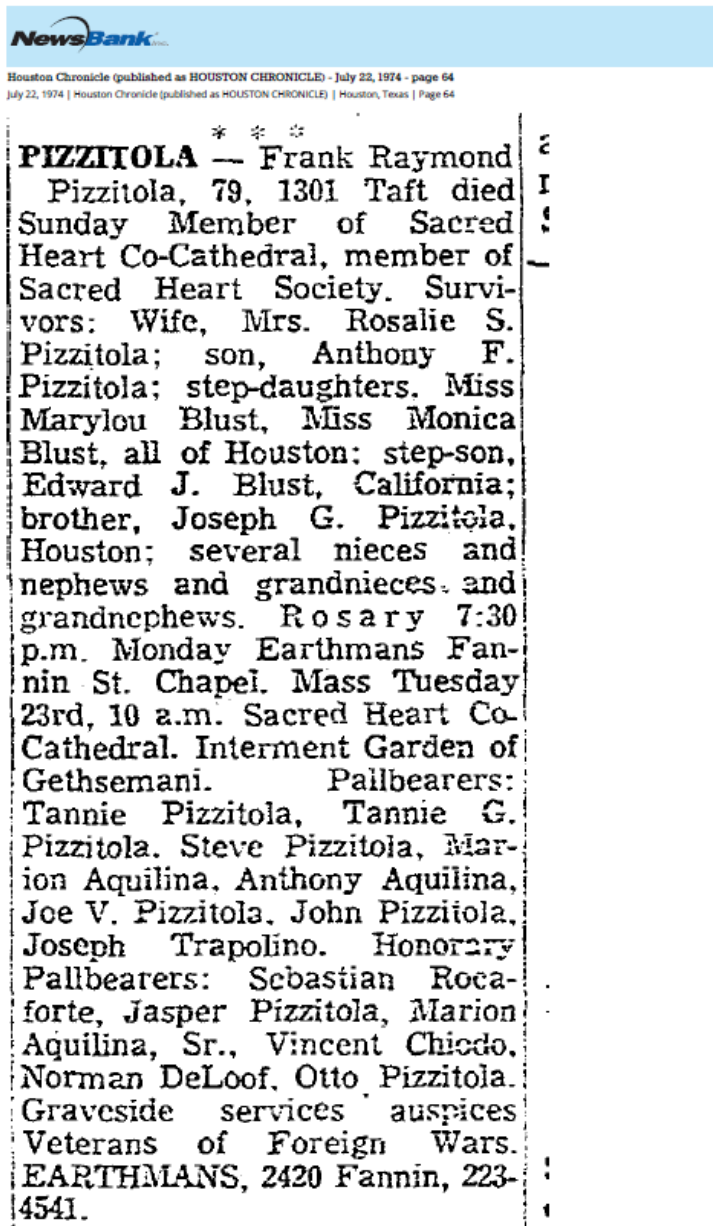 NewsBank inc.
Houston Chronicle (published as HOUSTON CHRONICLE) - July 22, 1974 - page 64
July 22, 1974 | Houston Chronicle (published as HOUSTON CHRONICLE) | Houston, Texas | Page 64
* * *
PIZZITOLA — Frank Raymond
Pizzitola, 79, 1301 Taft died
Sunday Member of Sacred
Heart Co-Cathedral, member of
Sacred Heart Society. Survi-
vors: Wife, Mrs. Rosalie S.
Pizzitola; son, Anthony F.
Pizzitola; step-daughters. Miss
Marylou Blust, Miss Monica
Blust, all of Houston; step-son,
Edward J. Blust, California;
brother, Joseph G. Pizzitola,
Houston; several nieces and
nephews and grandnieces and
grandnephews. Rosary 7:30
p.m. Monday Earthmans Fan-
nin St. Chapel. Mass Tuesday
23rd, 10 a.m. Sacred Heart Co-
Cathedral. Interment Garden of
Gethsemani. Pallbearers:
Tannie Pizzitola, Tannie G.
Pizzitola. Steve Pizzitola, Mar-
ion Aquilina, Anthony Aquilina,
Joe V. Pizzitola, John Pizzitola,
Joseph Trapolino. Honorary
Pallbearers: Sebastian Roca-
forte, Jasper Pizzitola, Marion
Aquilina, Sr., Vincent Chiodo,
Norman DeLoof, Otto Pizzitola.
Graveside services auspices
Veterans of Foreign Wars.
EARTHMANS, 2420 Fannin, 223-
4541.